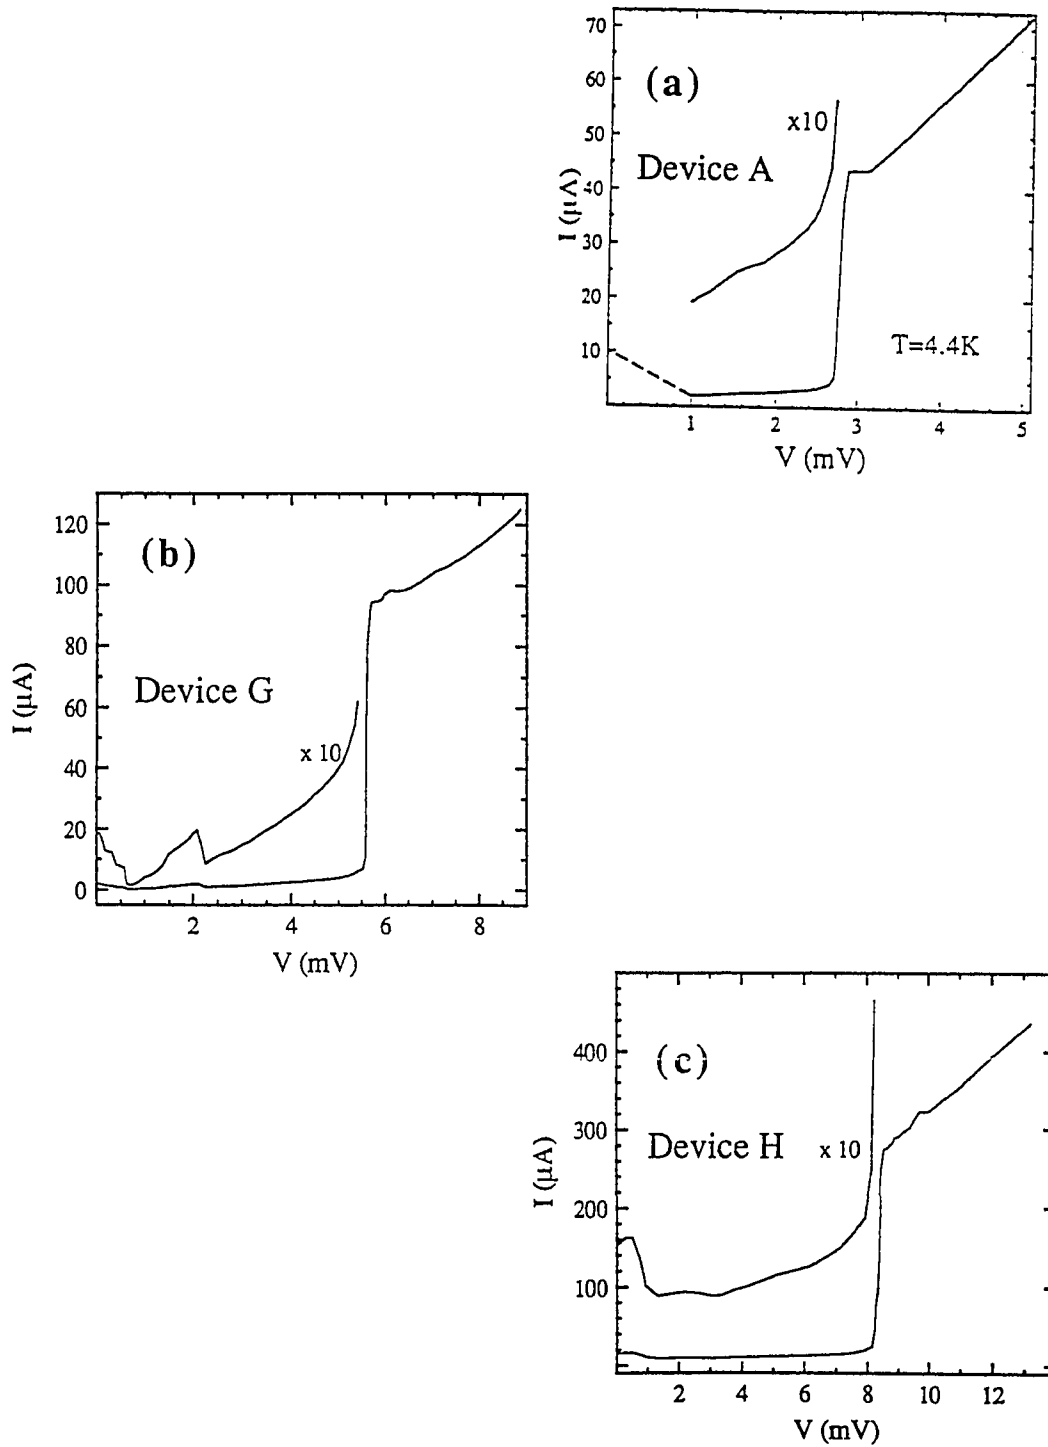 70
60
(a)
x10
50
Device A
40
I (μA)
30
20
T=4.4K
10
1 2 3 4 5
V (mV)
120
(b)
100
80
I (μA)
Device G
60
x 10
40
20
0
2 4 6 8
V (mV)
400
(c)
300
Device H x 10
I (μA)
200
100
2 4 6 8 10 12
V (mV)